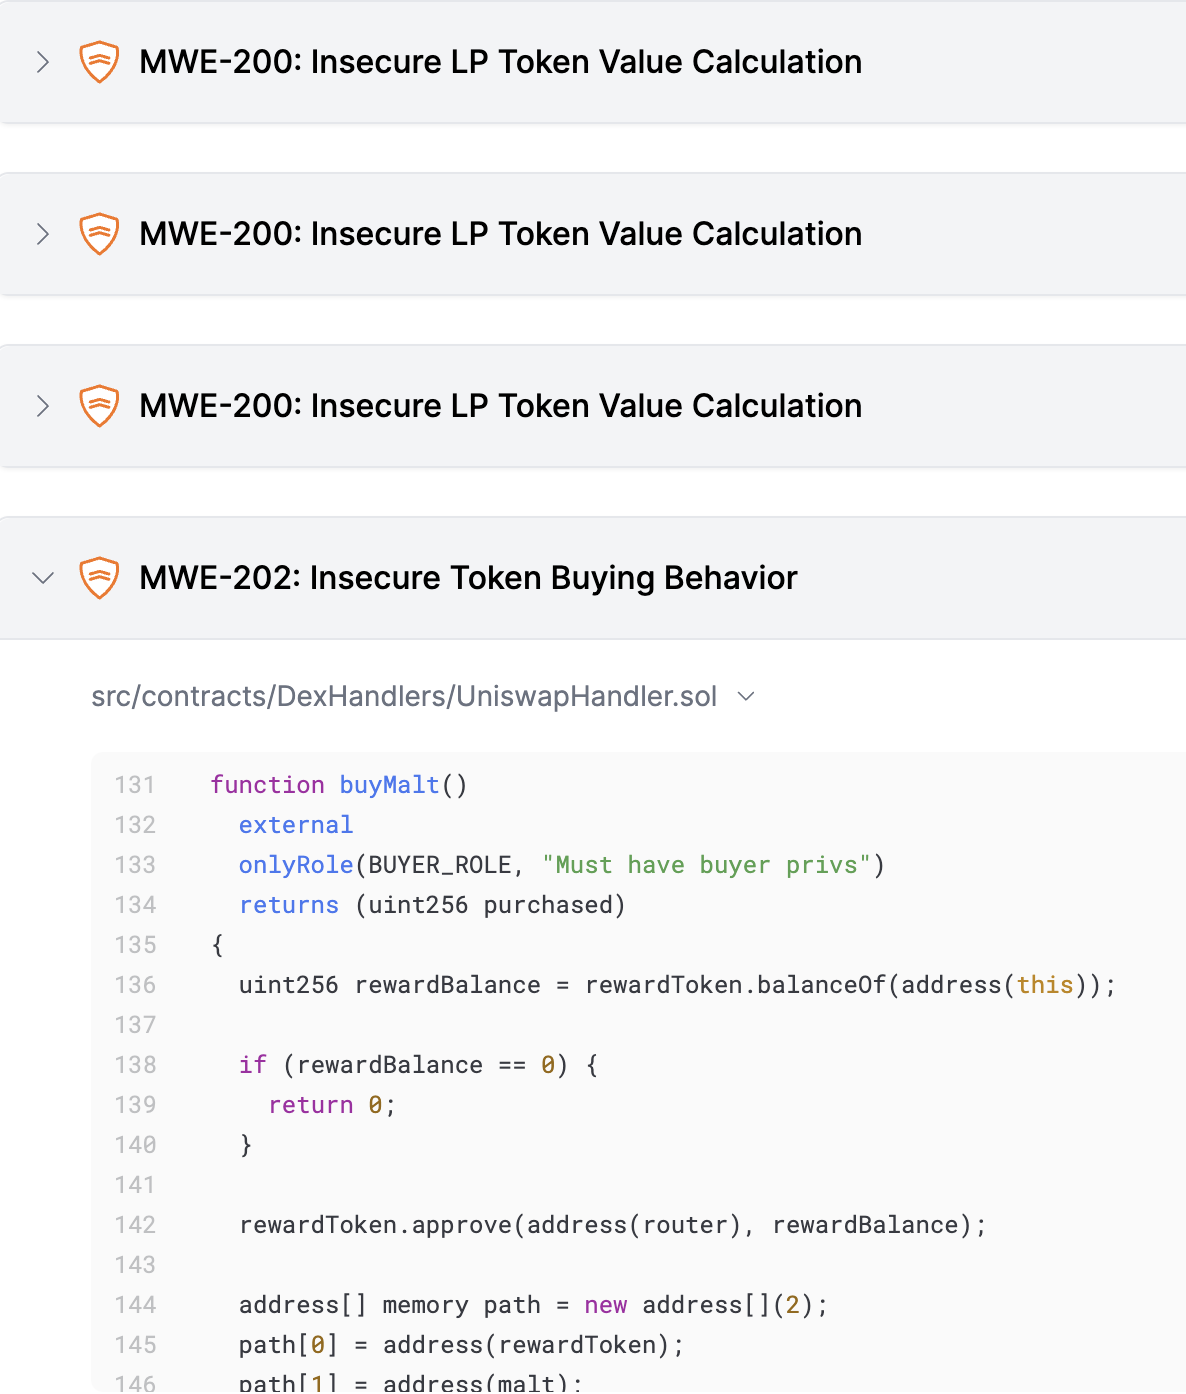 MWE-200: Insecure LP Token Value Calculation
MWE-200: Insecure LP Token Value Calculation
MWE-200: Insecure LP Token Value Calculation
MWE-202: Insecure Token Buying Behavior
src/contracts/DexHandlers/UniswapHandler.sol
131 function buyMalt()
132 external
133 onlyRole(BUYER_ROLE, "Must have buyer privs")
134 returns (uint256 purchased)
135 {
136 uint256 rewardBalance = rewardToken.balanceOf(address(this));
137
138 if (rewardBalance == 0) {
139 return 0;
140 }
141
142 rewardToken.approve(address(router), rewardBalance);
143
144 address[] memory path = new address[](2);
145 path[0] = address(rewardToken);
146 path[1] = address(malt);